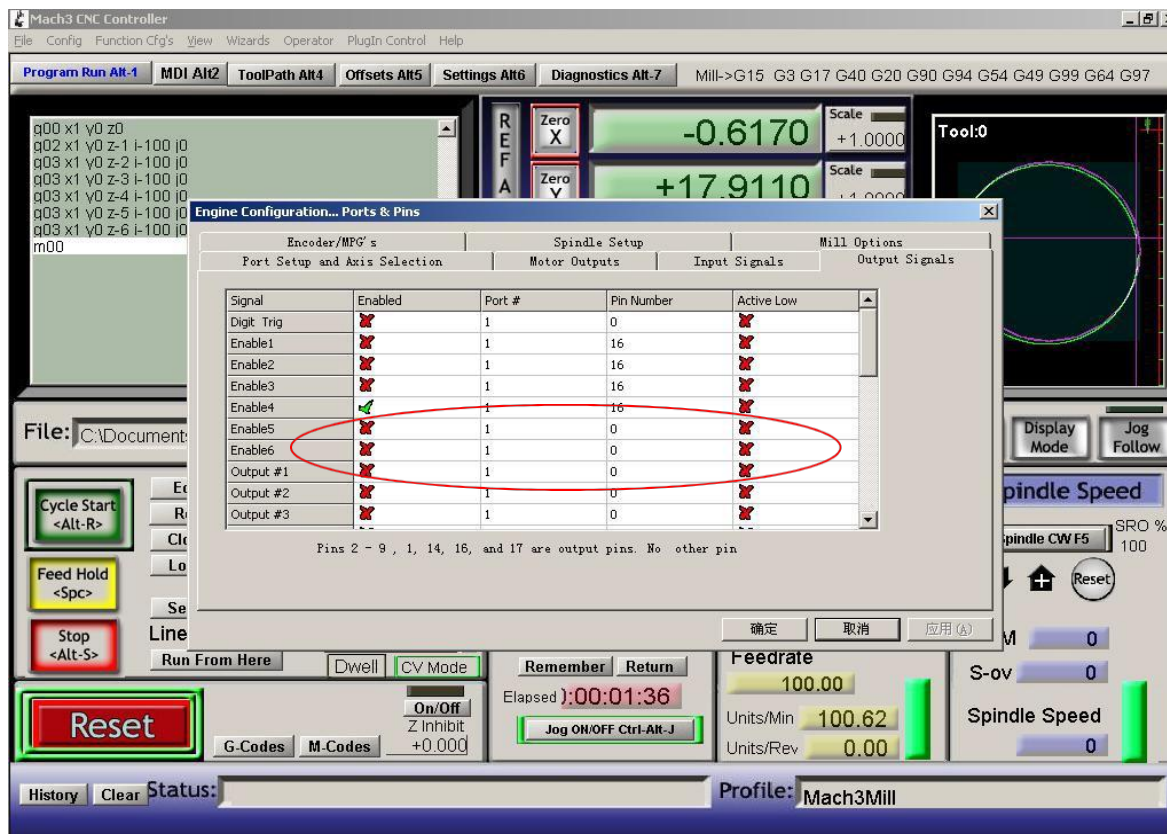 Mach3 CNC Controller
File Config Function Cfg's View Wizards Operator PlugIn Control Help
Program Run Alt-1 MDI Alt2 ToolPath Alt4 Offsets Alt5 Settings Alt6 Diagnostics Alt-7 Mill->G15 G3 G17 G40 G20 G90 G94 G54 G49 G99 G64 G97
g00 x1 y0 z0
g02 x1 y0 z-1 i-100 j0
g03 x1 y0 z-2 i-100 j0
g03 x1 y0 z-3 i-100 j0
g03 x1 y0 z-4 i-100 j0
g03 x1 y0 z-5 i-100 j0
g03 x1 y0 z-6 i-100 j0
m00
R
E
F
A
Zero
X
-0.6170
Scale
+1.0000
Zero
Y
+17.9110
Scale
+1.0000
Tool:0
Engine Configuration... Ports & Pins
Encoder/MPG's Spindle Setup Mill Options
Port Setup and Axis Selection Motor Outputs Input Signals Output Signals
Signal Enabled Port # Pin Number Active Low
Digit Trig 1 0
Enable1 1 16
Enable2 1 16
Enable3 1 16
Enable4 1 16
Enable5 1 0
Enable6 1 0
Output #1 1 0
Output #2 1 0
Output #3 1 0
Pins 2 - 9 , 1, 14, 16, and 17 are output pins. No other pin
确定 取消 应用(A)
File: C:\Document
Display
Mode
Jog
Follow
Cycle Start
<Alt-R>
Feed Hold
<Spc>
Stop
<Alt-S>
Line
Run From Here
Dwell CV Mode
Spindle Speed
Spindle CW F5
SRO %
100
Reset
0
S-ov 0
Spindle Speed
0
Reset
G-Codes M-Codes
On/Off
Z Inhibit
+0.000
Remember Return
Elapsed 00:01:36
Jog ON/OFF Ctrl-Alt-J
Feedrate
100.00
Units/Min 100.62
Units/Rev 0.00
History Clear Status: Profile: Mach3Mill